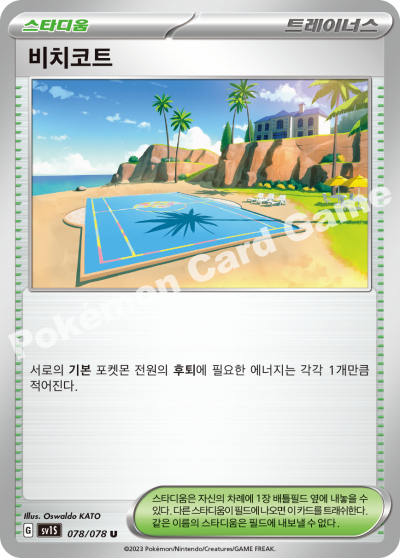 스타디움 트레이너스
비치코트
Pokémon Card Game
서로의 기본 포켓몬 전원의 후퇴에 필요한 에너지는 각각 1개만큼
적어진다.
Illus. Oswaldo KATO
G sv1S 078/078 U
스타디움은 자신의 차례에 1장 배틀필드 옆에 내놓을 수
있다. 다른 스타디움이 필드에 나오면 이 카드를 트래쉬한다.
같은 이름의 스타디움은 필드에 내보낼 수 없다.
©2023 Pokémon/Nintendo/Creatures/GAME FREAK.